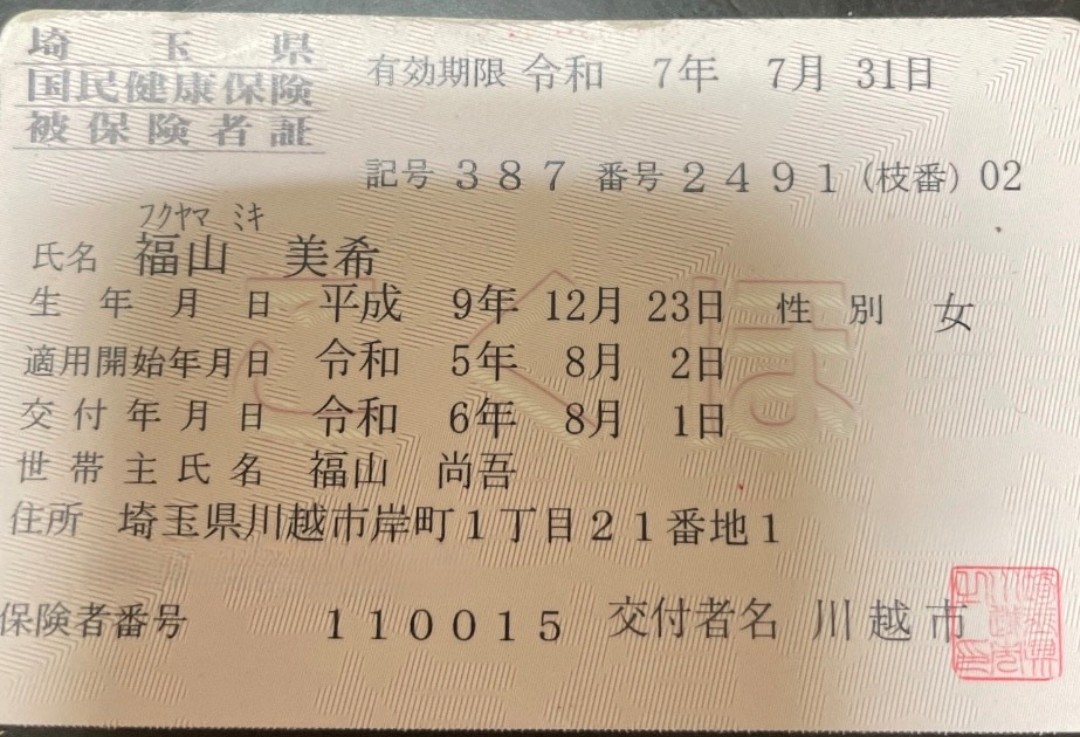 埼玉県
国民健康保険
被保険者証
有効期限 令和 7年 7月 31日
記号 387 番号 2491 (枝番) 02
フクヤマ ミキ
氏名 福山 美希
生年月日 平成 9年 12月 23日 性別 女
適用開始年月日 令和 5年 8月 2日
交付年月日 令和 6年 8月 1日
世帯主氏名 福山 尚吾
住所 埼玉県川越市岸町1丁目21番地1
保険者番号 110015 交付者名 川越市
こくほ